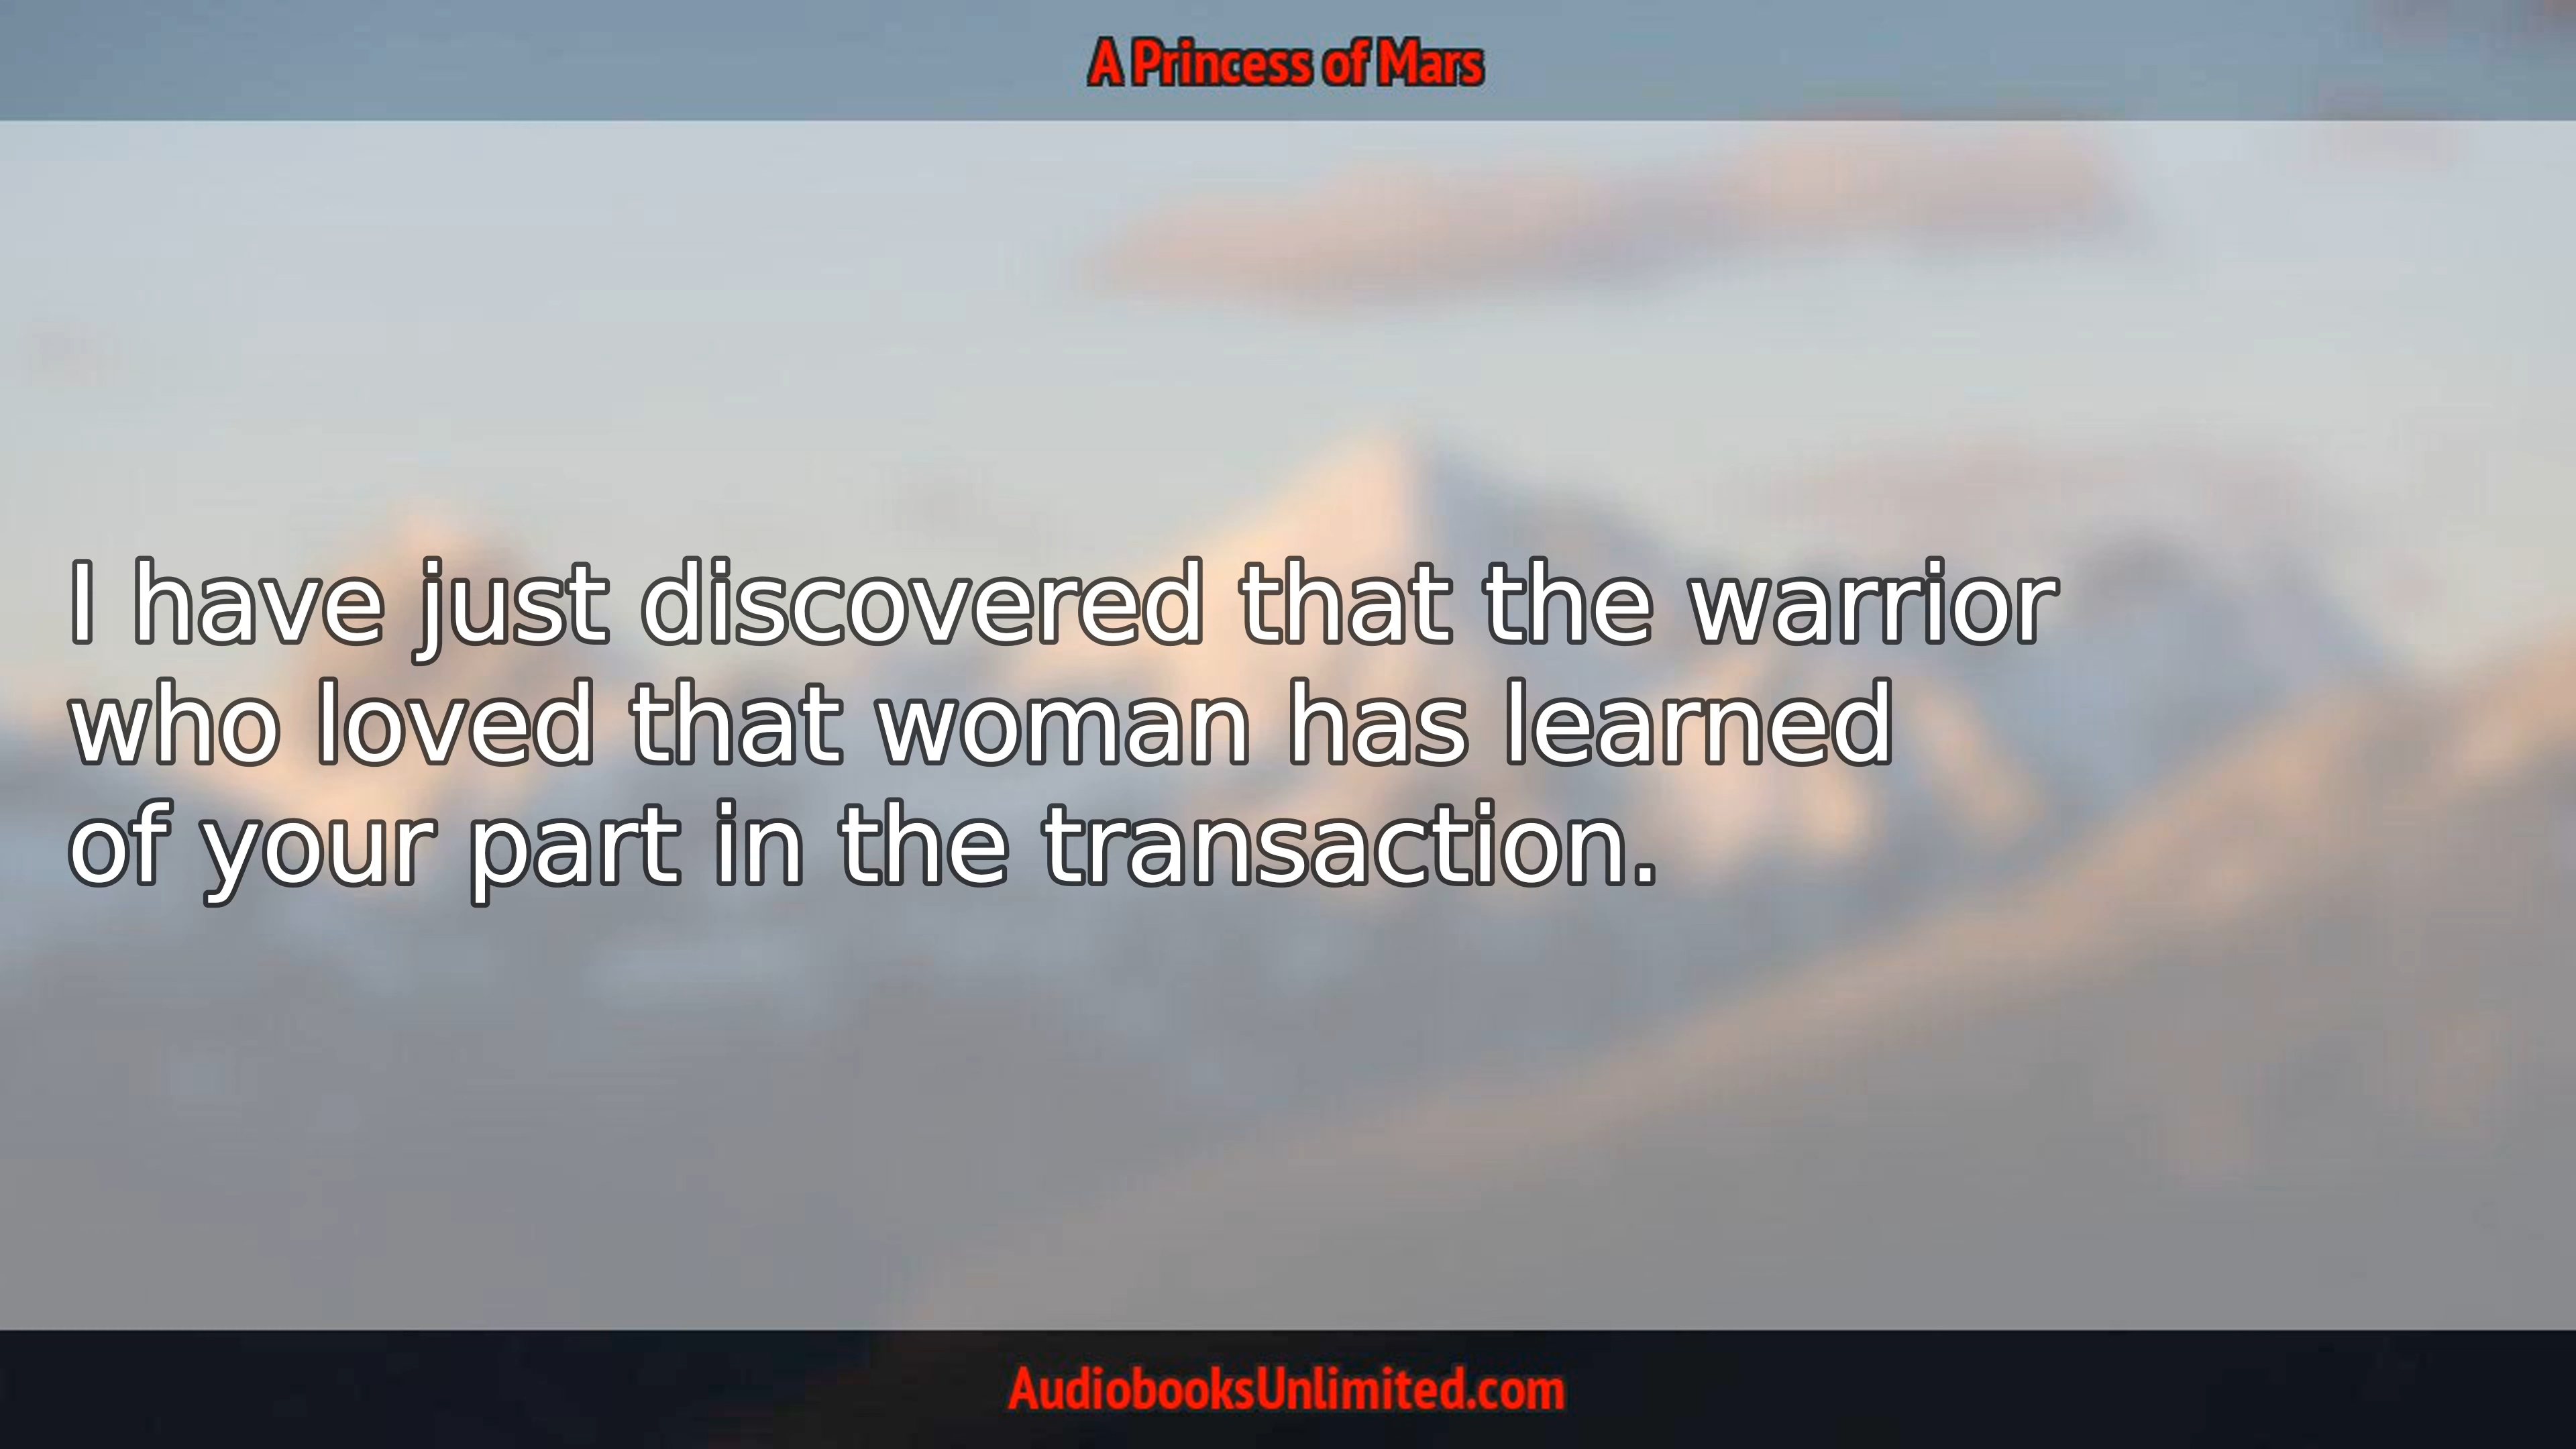 A Princess of Mars
I have just discovered that the warrior
who loved that woman has learned
of your part in the transaction.
AudiobooksUnlimited.com